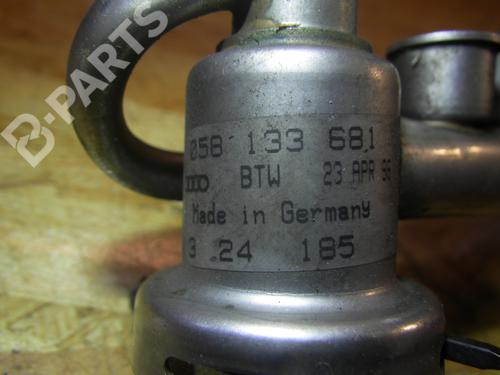 B-PARTS
058 133 681
BTW 23 APR 96
Made in Germany
3 24 185